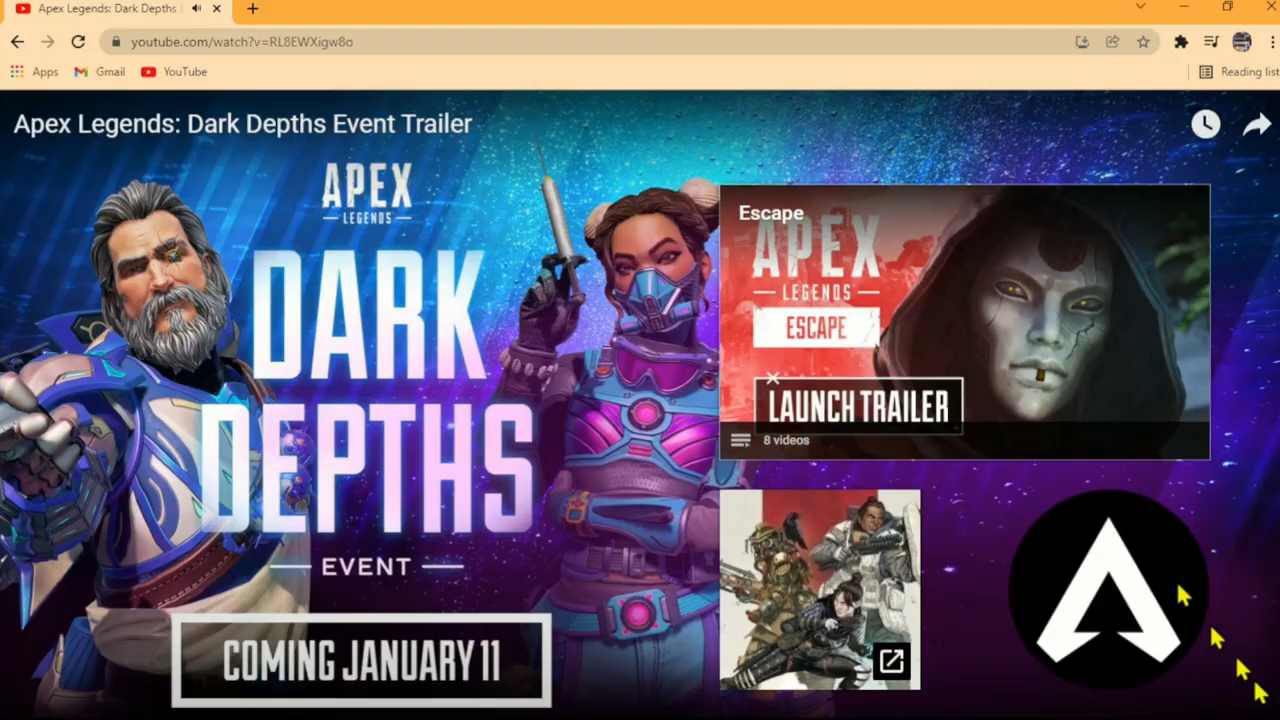 Apex Legends: Dark Depths
youtube.com/watch?v=RL8EWXigw8o
Apps Gmail YouTube Reading list
Apex Legends: Dark Depths Event Trailer
APEX
LEGENDS
DARK
DEPTHS
EVENT
COMING JANUARY 11
Escape
APEX
LEGENDS
ESCAPE
LAUNCH TRAILER
8 videos